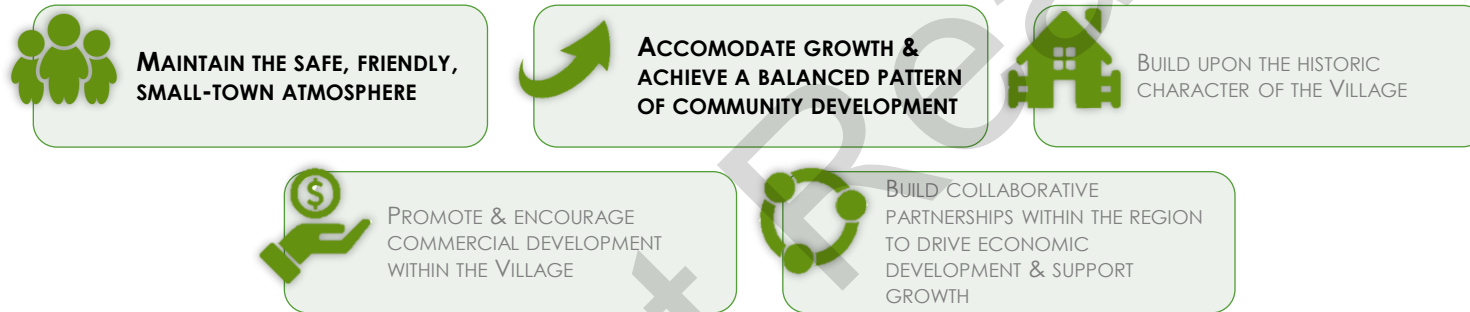 MAINTAIN THE SAFE, FRIENDLY,
SMALL-TOWN ATMOSPHERE
ACCOMODATE GROWTH &
ACHIEVE A BALANCED PATTERN
OF COMMUNITY DEVELOPMENT
BUILD UPON THE HISTORIC
CHARACTER OF THE VILLAGE
$
PROMOTE & ENCOURAGE
COMMERCIAL DEVELOPMENT
WITHIN THE VILLAGE
BUILD COLLABORATIVE
PARTNERSHIPS WITHIN THE REGION
TO DRIVE ECONOMIC
DEVELOPMENT & SUPPORT
GROWTH